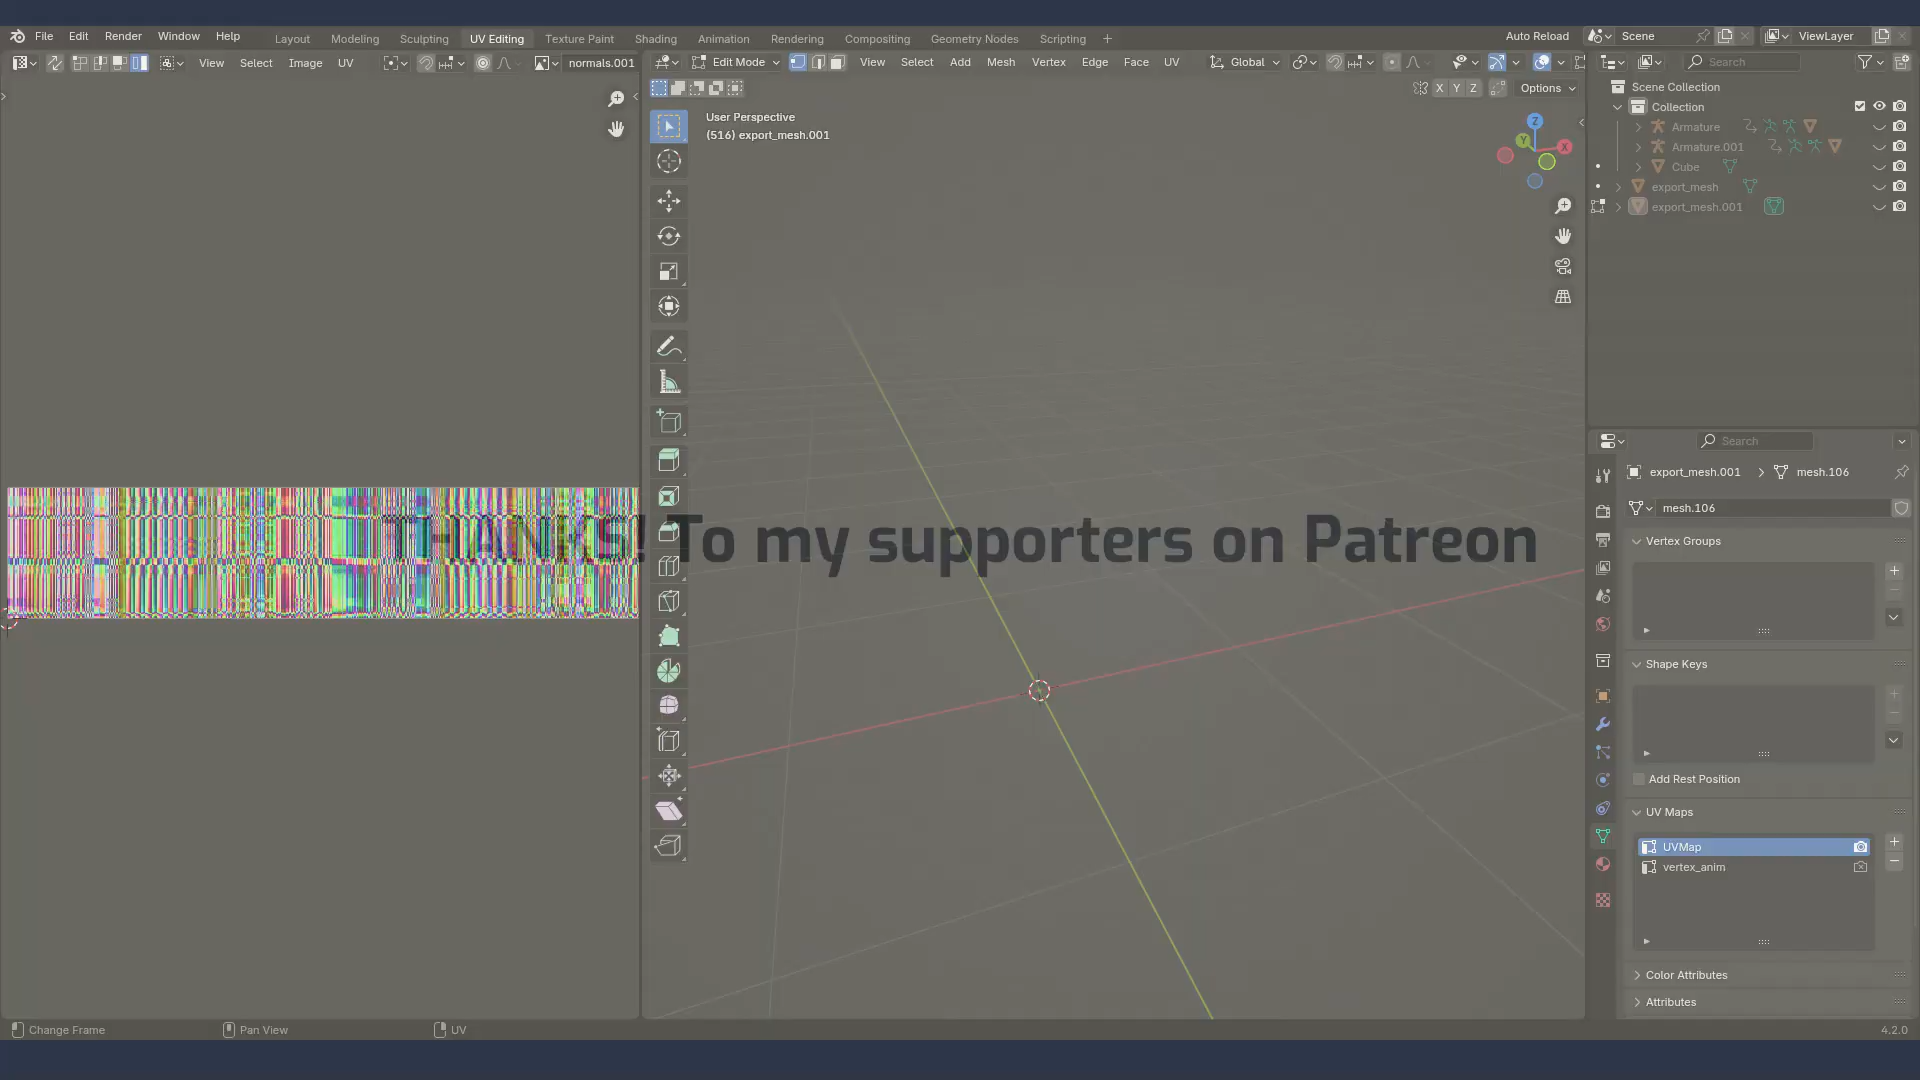 File Edit Render Window Help
Layout Modeling Sculpting UV Editing Texture Paint Shading Animation Rendering Compositing Geometry Nodes Scripting +
Auto Reload Scene ViewLayer
View Select Image UV normals.001
Edit Mode View Select Add Mesh Vertex Edge Face UV Global
Search
X Y Z Options
User Perspective
(516) export_mesh.001
Z
Y
X
Scene Collection
Collection
Armature
Armature.001
Cube
export_mesh
export_mesh.001
Search
export_mesh.001 > mesh.106
mesh.106
Vertex Groups
Shape Keys
Add Rest Position
UV Maps
UVMap
vertex_anim
Color Attributes
Attributes
THANKS! To my supporters on Patreon
Change Frame Pan View UV 4.2.0